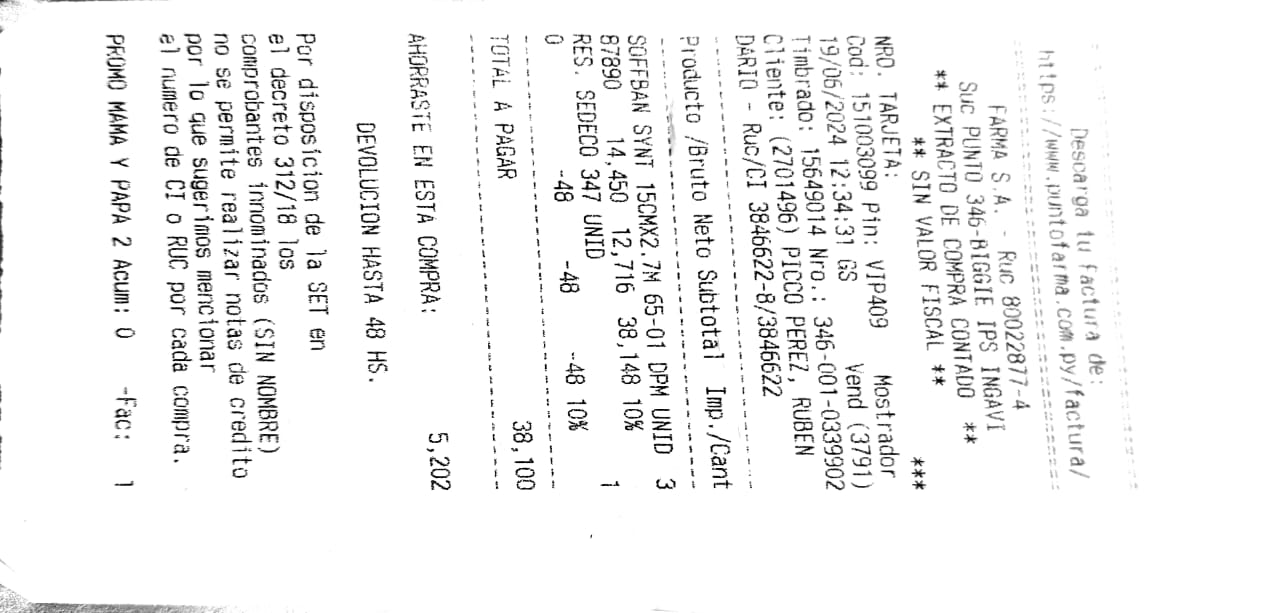 Descarga tu factura de:
https://www.puntofarma.com.py/factura/
FARMA S.A. - Ruc 80022877-4
Suc PUNTO 346-BIGGIE IPS INGAVI
** EXTRACTO DE COMPRA CONTADO **
** SIN VALOR FISCAL **
***
NRO. TARJETA: Mostrador
Cod: 151003099 Pin: VIP409 Vend (3791)
19/06/2024 12:34:31 GS
Timbrado: 15649014 Nro.: 346-001-0339902
Cliente: (2701496) PICCO PEREZ, RUBEN
DARIO - Ruc/CI 3846622-8/3846622
Producto /Bruto Neto Subtotal Imp./Cant
SOFFBAN SYNT 15CMX2.7M 65-01 DPM UNID 3
87890 14,450 12,716 38,148 10%
RES. SEDECO 347 UNID 1
0 -48 -48 -48 10%
TOTAL A PAGAR 38,100
AHORRASTE EN ESTA COMPRA: 5,202
DEVOLUCION HASTA 48 HS.
Por disposicion de la SET en
el decreto 312/18 los
comprobantes innominados (SIN NOMBRE)
no se permite realizar notas de credito
por lo que sugerimos mencionar
el numero de CI o RUC por cada compra.
PROMO MAMA Y PAPA 2 Acum: 0 -Fac: 1